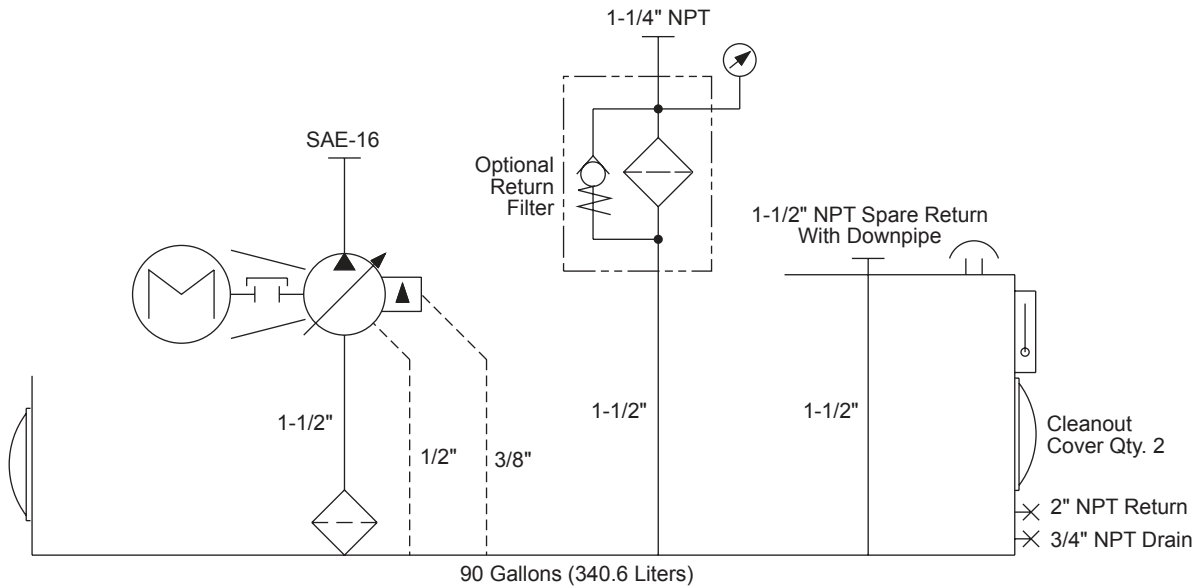 1-1/4" NPT
SAE-16
Optional
Return
Filter
1-1/2" NPT Spare Return
With Downpipe
M
1-1/2"
1/2"
3/8"
1-1/2"
1-1/2"
Cleanout
Cover Qty. 2
2" NPT Return
3/4" NPT Drain
90 Gallons (340.6 Liters)